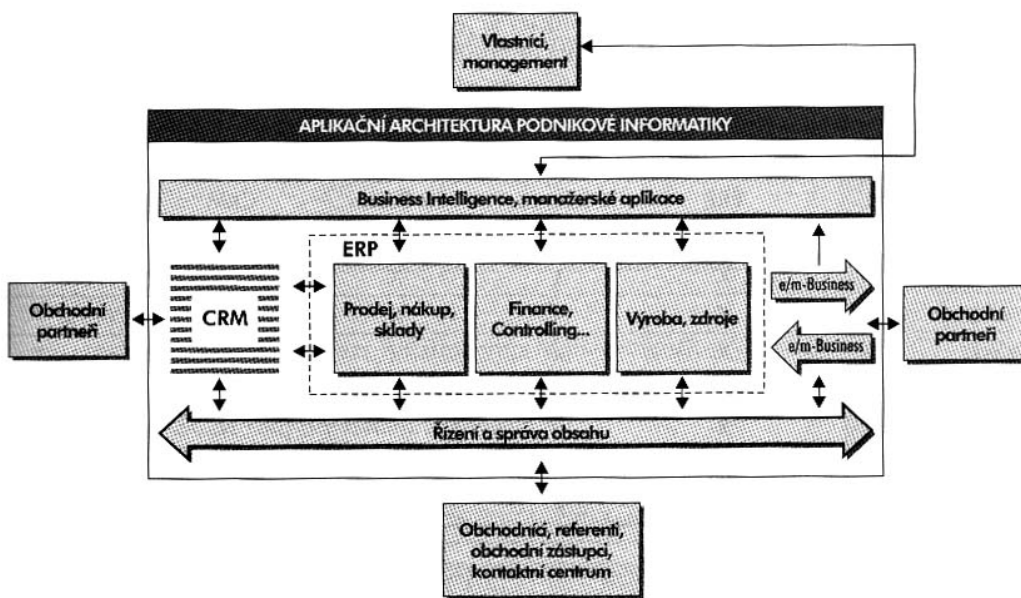 Vlastníci,
management
APLIKAČNÍ ARCHITEKTURA PODNIKOVÉ INFORMATIKY
Business Intelligence, manažerské aplikace
ERP
Obchodní
partneři
CRM
Prodej, nákup,
sklady
Finance,
Controlling...
Výroba, zdroje
e/m-Business
e/m-Business
Obchodní
partneři
Řízení a správa obsahu
Obchodníci, referenti,
obchodní zástupci,
kontaktní centrum